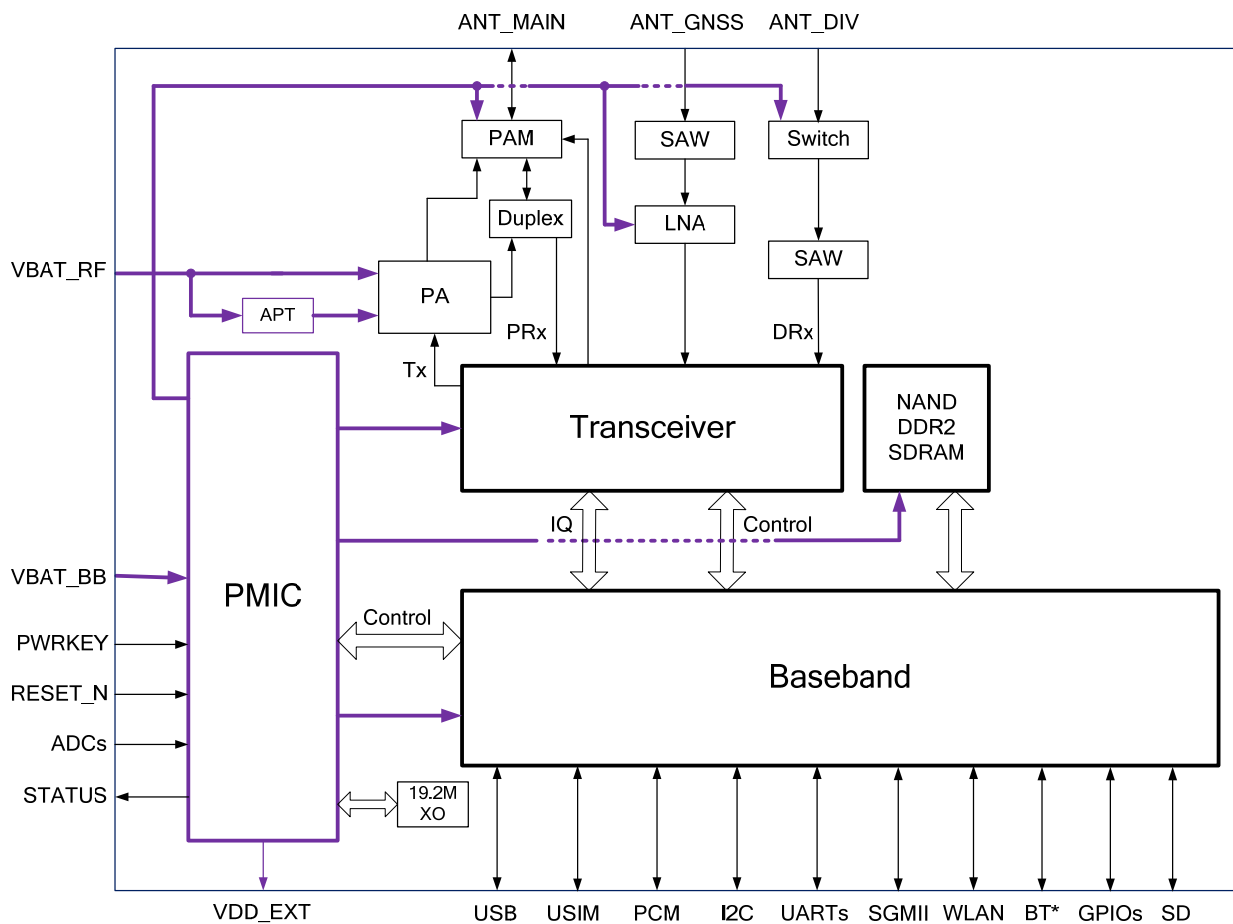 ANT_MAIN
ANT_GNSS
ANT_DIV
PAM
SAW
Switch
Duplex
LNA
VBAT_RF
PA
SAW
APT
PRx
DRx
Tx
Transceiver
NAND
DDR2
SDRAM
IQ
Control
VBAT_BB
PMIC
Control
PWRKEY
Baseband
RESET_N
ADCs
STATUS
19.2M
XO
VDD_EXT
USB
USIM
PCM
I2C
UARTs
SGMII
WLAN
BT*
GPIOs
SD